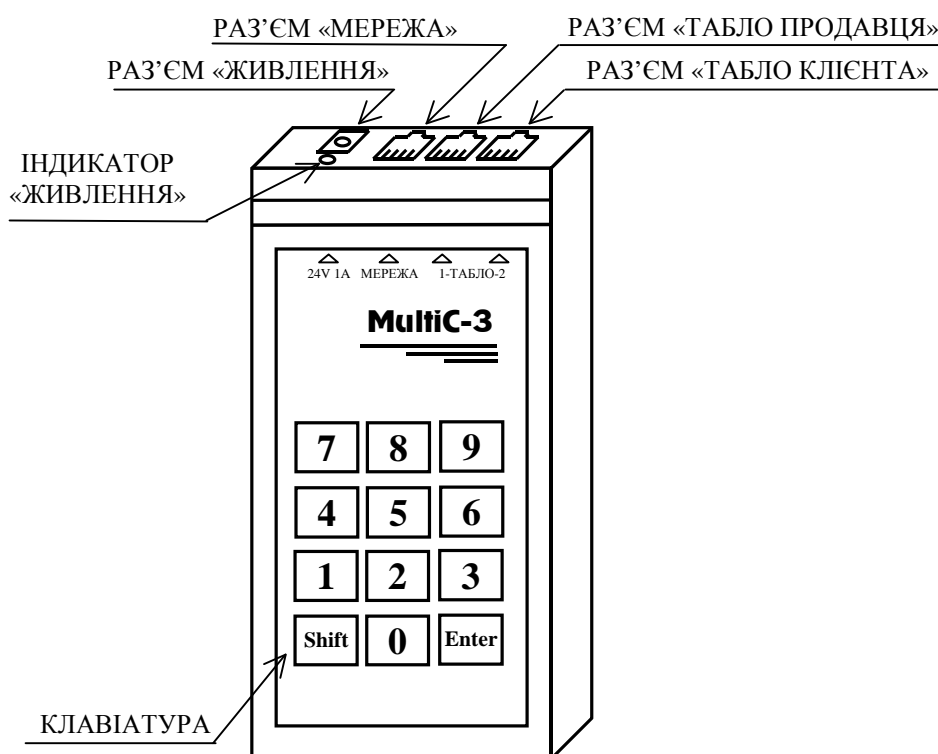 РАЗ’ЄМ «МЕРЕЖА»
РАЗ’ЄМ «ТАБЛО ПРОДАВЦЯ»
РАЗ’ЄМ «ЖИВЛЕННЯ»
РАЗ’ЄМ «ТАБЛО КЛІЄНТА»
ІНДИКАТОР
«ЖИВЛЕННЯ»
24V 1A МЕРЕЖА 1-ТАБЛО-2
MultiC-3
7 8 9
4 5 6
1 2 3
Shift 0 Enter
КЛАВІАТУРА